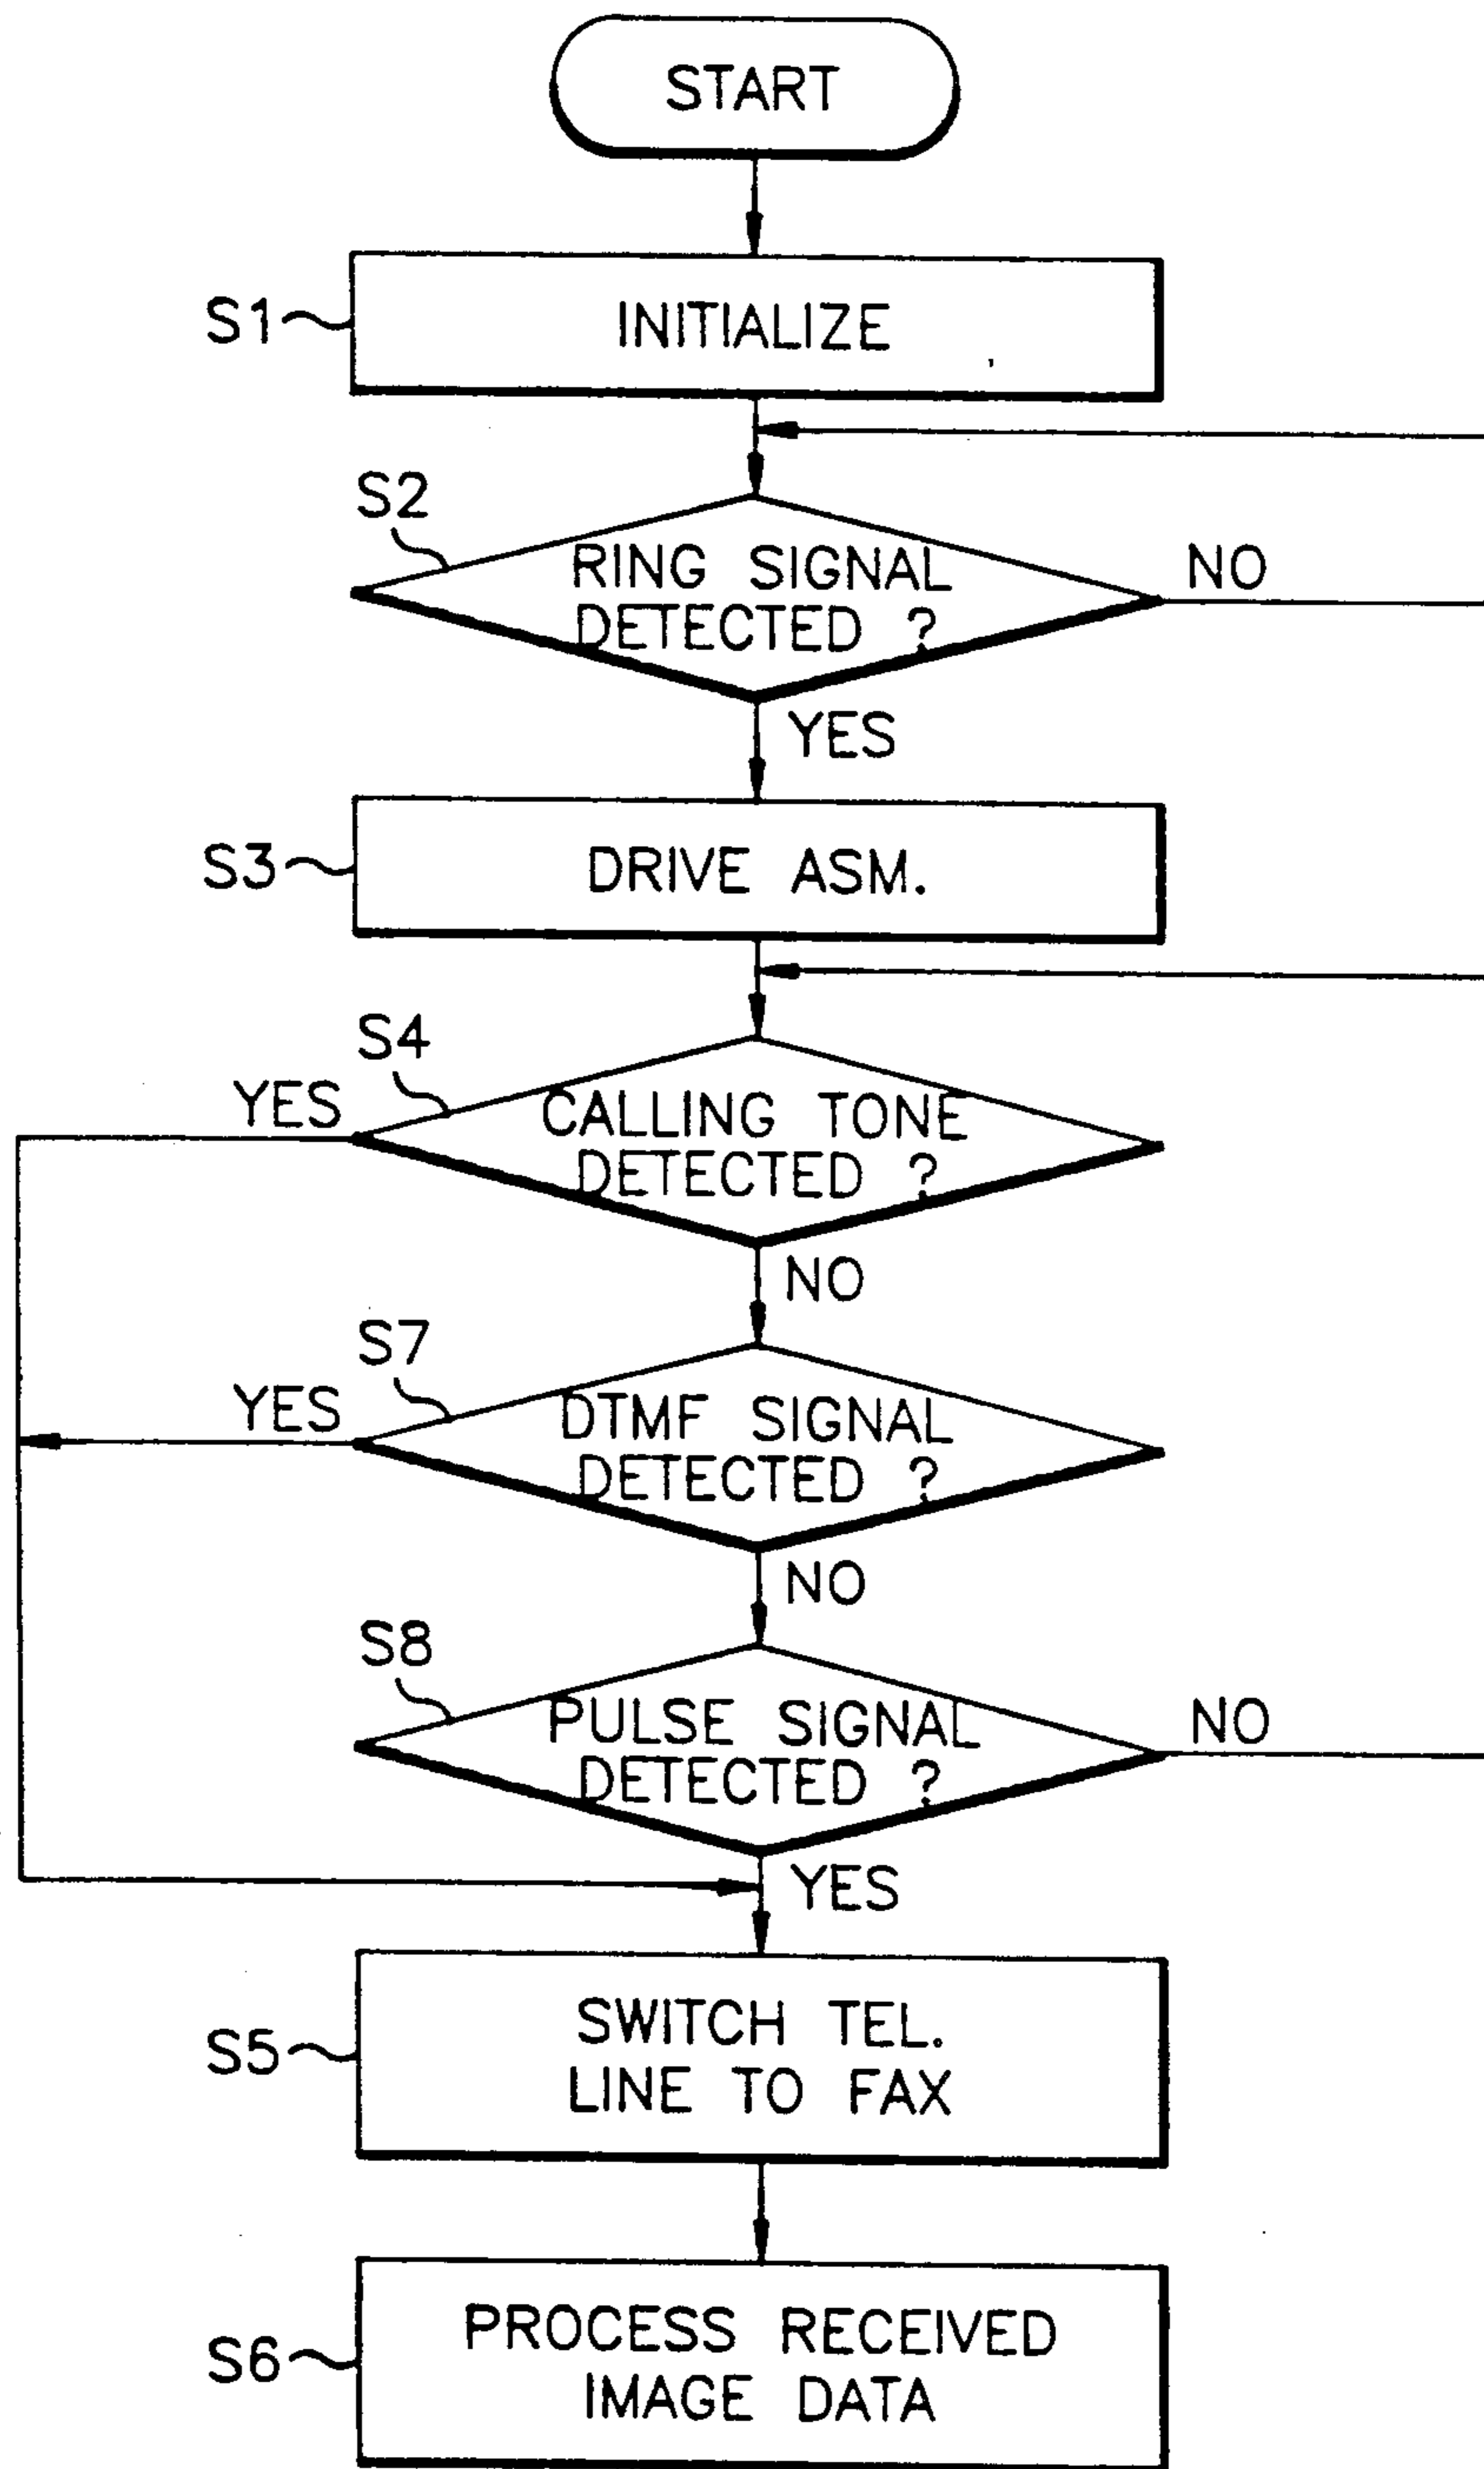 START
S1
INITIALIZE
S2
RING SIGNAL
DETECTED ?
NO
YES
S3
DRIVE ASM.
S4
YES
CALLING TONE
DETECTED ?
NO
S7
YES
DTMF SIGNAL
DETECTED ?
NO
S8
PULSE SIGNAL
DETECTED ?
NO
YES
S5
SWITCH TEL.
LINE TO FAX
S6
PROCESS RECEIVED
IMAGE DATA